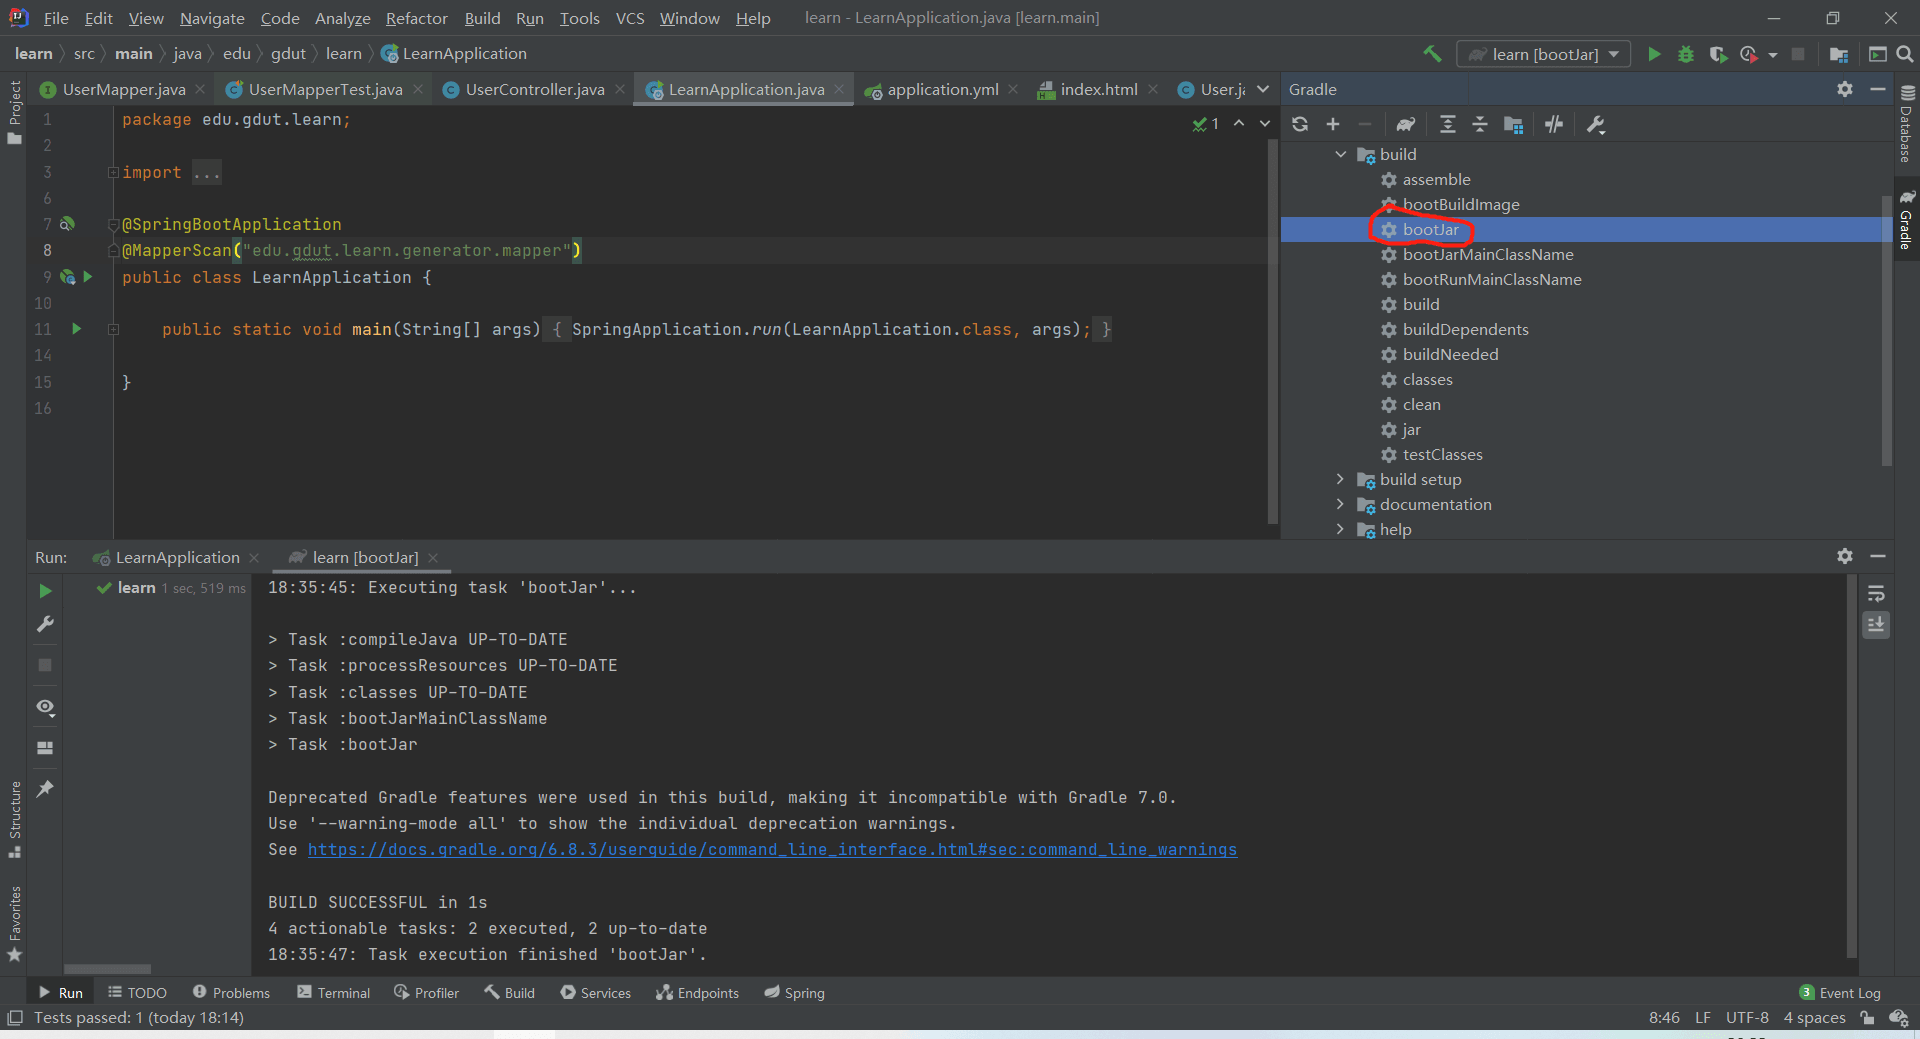 File Edit View Navigate Code Analyze Refactor Build Run Tools VCS Window Help learn - LearnApplication.java [learn.main]
learn src main java edu gdut learn LearnApplication learn [bootJar]
UserMapper.java UserMapperTest.java UserController.java LearnApplication.java application.yml index.html User.ja Gradle
Project
Database
Gradle
1 package edu.gdut.learn;
1
2
3 import ...
6
7 @SpringBootApplication
8 @MapperScan("edu.gdut.learn.generator.mapper")
9 public class LearnApplication {
10
11 public static void main(String[] args) { SpringApplication.run(LearnApplication.class, args); }
14
15 }
16
build
assemble
bootBuildImage
bootJar
bootJarMainClassName
bootRunMainClassName
build
buildDependents
buildNeeded
classes
clean
jar
testClasses
build setup
documentation
help
Run: LearnApplication learn [bootJar]
learn 1 sec, 519 ms
18:35:45: Executing task 'bootJar'...
> Task :compileJava UP-TO-DATE
> Task :processResources UP-TO-DATE
> Task :classes UP-TO-DATE
> Task :bootJarMainClassName
> Task :bootJar
Deprecated Gradle features were used in this build, making it incompatible with Gradle 7.0.
Use '--warning-mode all' to show the individual deprecation warnings.
See https://docs.gradle.org/6.8.3/userguide/command_line_interface.html#sec:command_line_warnings
BUILD SUCCESSFUL in 1s
4 actionable tasks: 2 executed, 2 up-to-date
18:35:47: Task execution finished 'bootJar'.
Structure
Favorites
Run TODO Problems Terminal Profiler Build Services Endpoints Spring 3 Event Log
Tests passed: 1 (today 18:14) 8:46 LF UTF-8 4 spaces